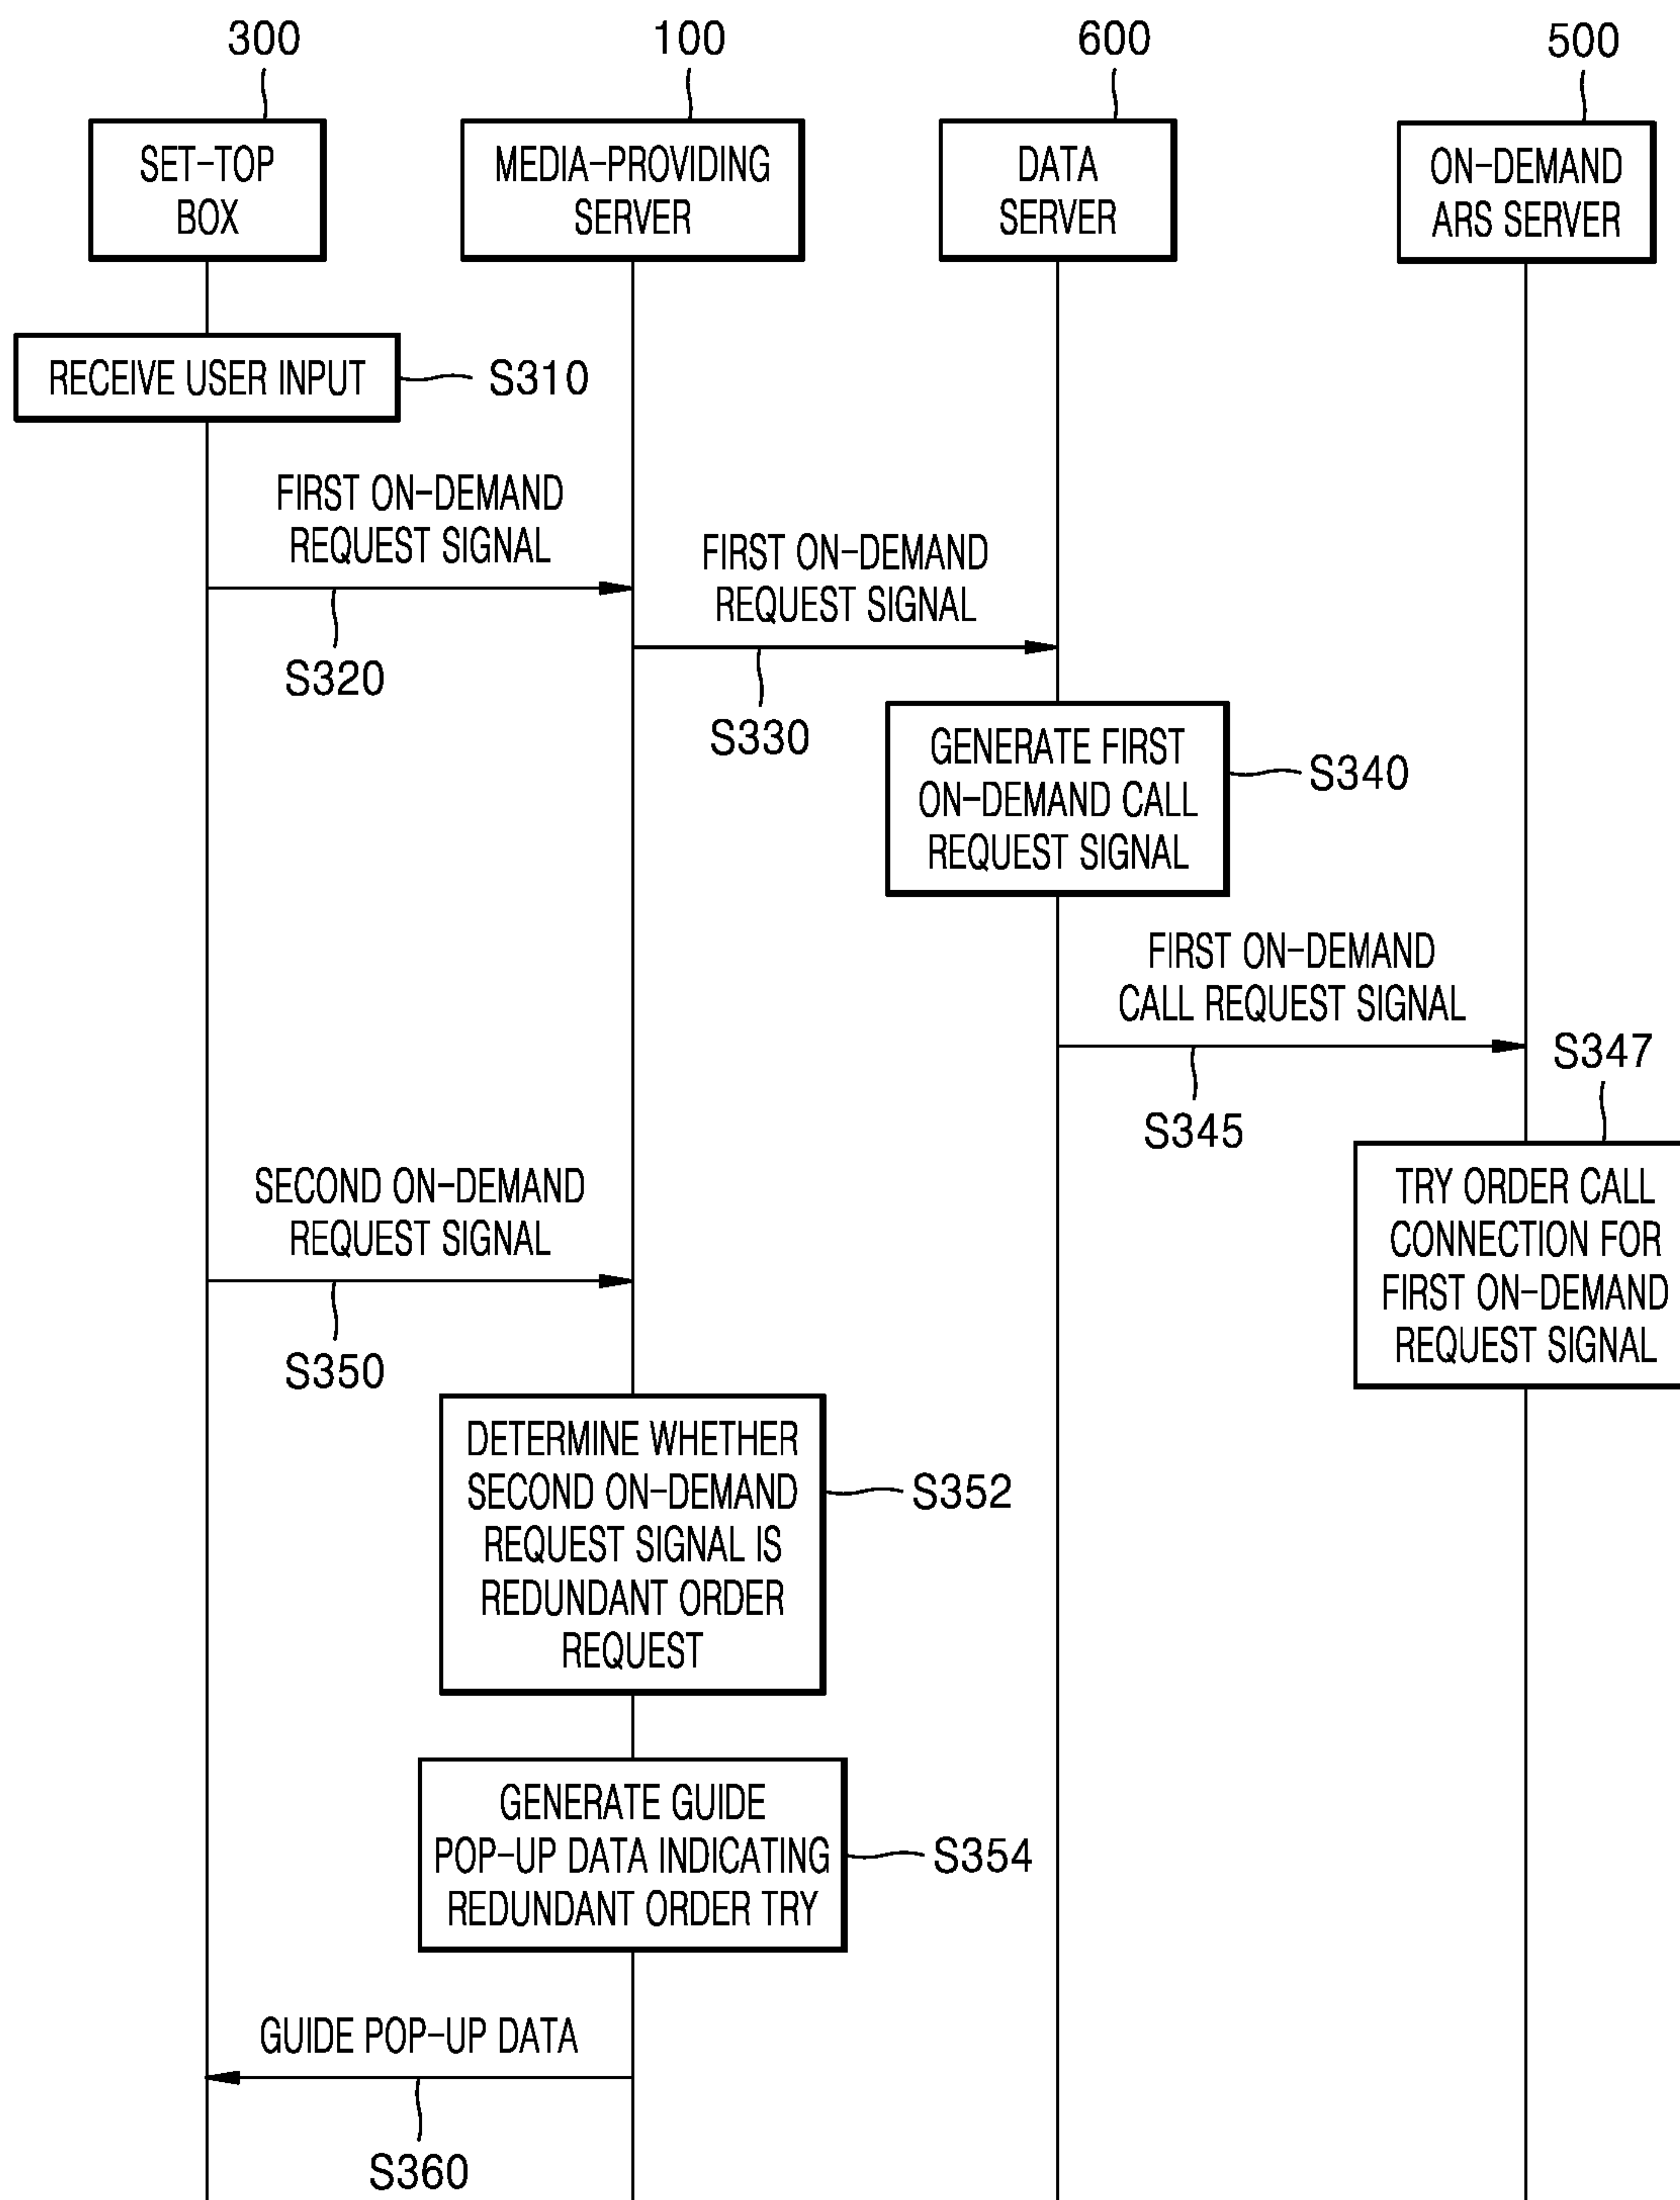 300
100
600
500
SET-TOP
BOX
MEDIA-PROVIDING
SERVER
DATA
SERVER
ON-DEMAND
ARS SERVER
RECEIVE USER INPUT
S310
FIRST ON-DEMAND
REQUEST SIGNAL
S320
FIRST ON-DEMAND
REQUEST SIGNAL
S330
GENERATE FIRST
ON-DEMAND CALL
REQUEST SIGNAL
S340
FIRST ON-DEMAND
CALL REQUEST SIGNAL
S345
S347
TRY ORDER CALL
CONNECTION FOR
FIRST ON-DEMAND
REQUEST SIGNAL
SECOND ON-DEMAND
REQUEST SIGNAL
S350
DETERMINE WHETHER
SECOND ON-DEMAND
REQUEST SIGNAL IS
REDUNDANT ORDER
REQUEST
S352
GENERATE GUIDE
POP-UP DATA INDICATING
REDUNDANT ORDER TRY
S354
GUIDE POP-UP DATA
S360